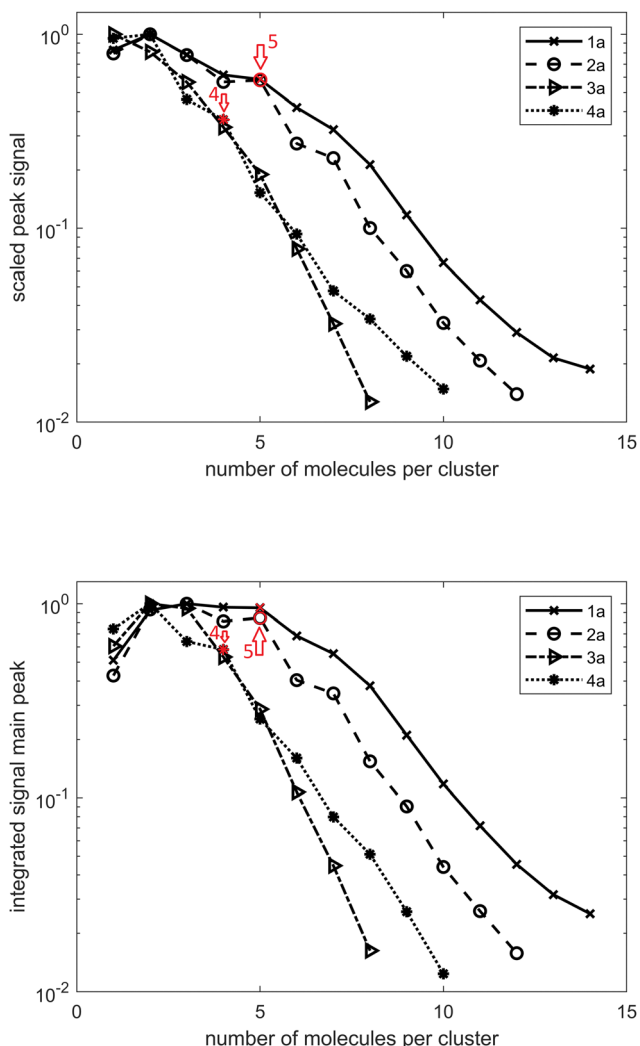 10^0
10^-1
10^-2
scaled peak signal
5
4
1a
2a
3a
4a
0
5
10
15
number of molecules per cluster
10^0
10^-1
10^-2
integrated signal main peak
4
5
1a
2a
3a
4a
0
5
10
15
number of molecules per cluster